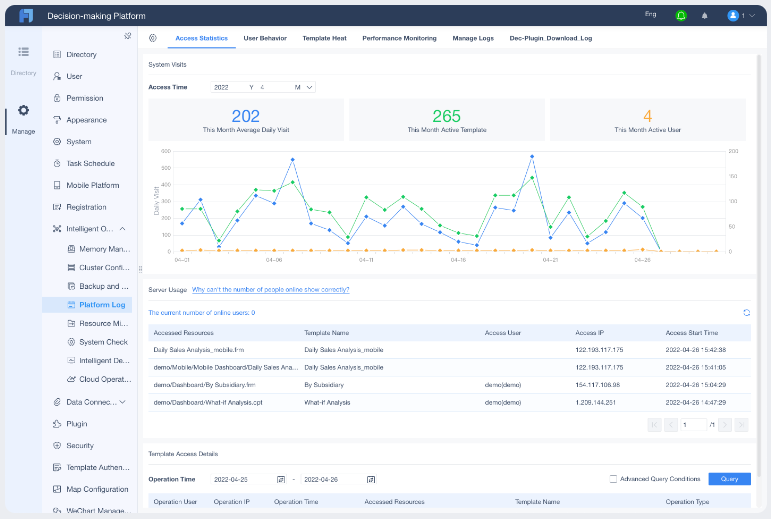 Decision-making Platform
Eng
1
Directory
Manage
Directory
User
Permission
Appearance
System
Task Schedule
Mobile Platform
Registration
Intelligent O...
Memory Man...
Cluster Confi...
Backup and ...
Platform Log
Resource Mi...
System Check
Intelligent De...
Cloud Operat...
Data Connec...
Plugin
Security
Template Authen...
Map Configuration
WeChart Manage...
Access Statistics User Behavior Template Heat Performance Monitoring Manage Logs Dec-Plugin_Download_Log
System Visits
Access Time 2022 Y 4 M
202
This Month Average Daily Visit
265
This Month Active Template
4
This Month Active User
Daily Visit
600
500
400
300
200
100
0
200
150
100
50
0
04-01 04-06 04-11 04-16 04-21 04-26
Server Usage Why can't the number of people online show correctly?
The current number of online users: 0
Accessed Resources Template Name Access User Access IP Access Start Time
Daily Sales Analysis_mobile.frm Daily Sales Analysis_mobile 122.193.117.175 2022-04-26 15:42:38
demo/Mobile/Mobile Dashboard/Daily Sales Ana... Daily Sales Analysis_mobile 122.193.117.175 2022-04-26 15:41:05
demo/Dashboard/By Subsidiary.frm By Subsidiary demo(demo) 154.117.106.98 2022-04-26 15:04:29
demo/Dashboard/What-if Analysis.cpt What-if Analysis demo(demo) 1.209.144.251 2022-04-26 14:47:29
1 /1
Template Access Details
Operation Time 2022-04-25 - 2022-04-26 Advanced Query Conditions Query
Operation User Operation IP Operation Time Accessed Resources Template Name Operation Type